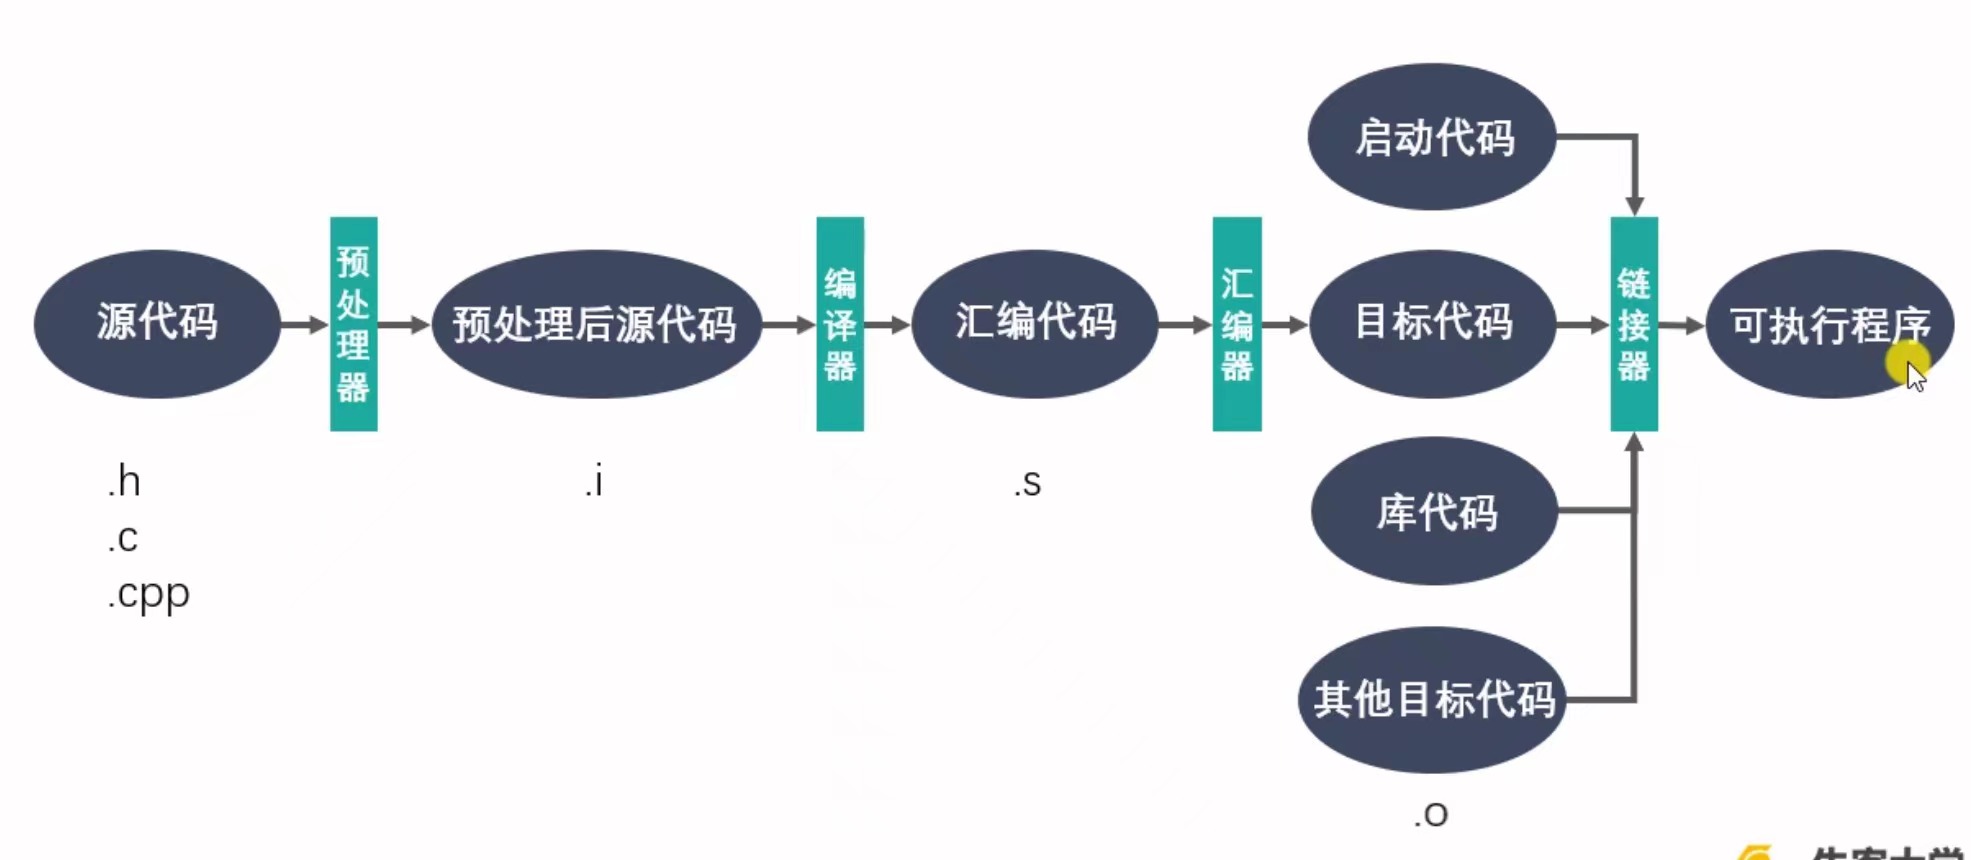 启动代码
源代码
预处理器
预处理后源代码
编译器
汇编代码
汇编器
目标代码
链接器
可执行程序
库代码
其他目标代码
.h
.c
.cpp
.i
.s
.o